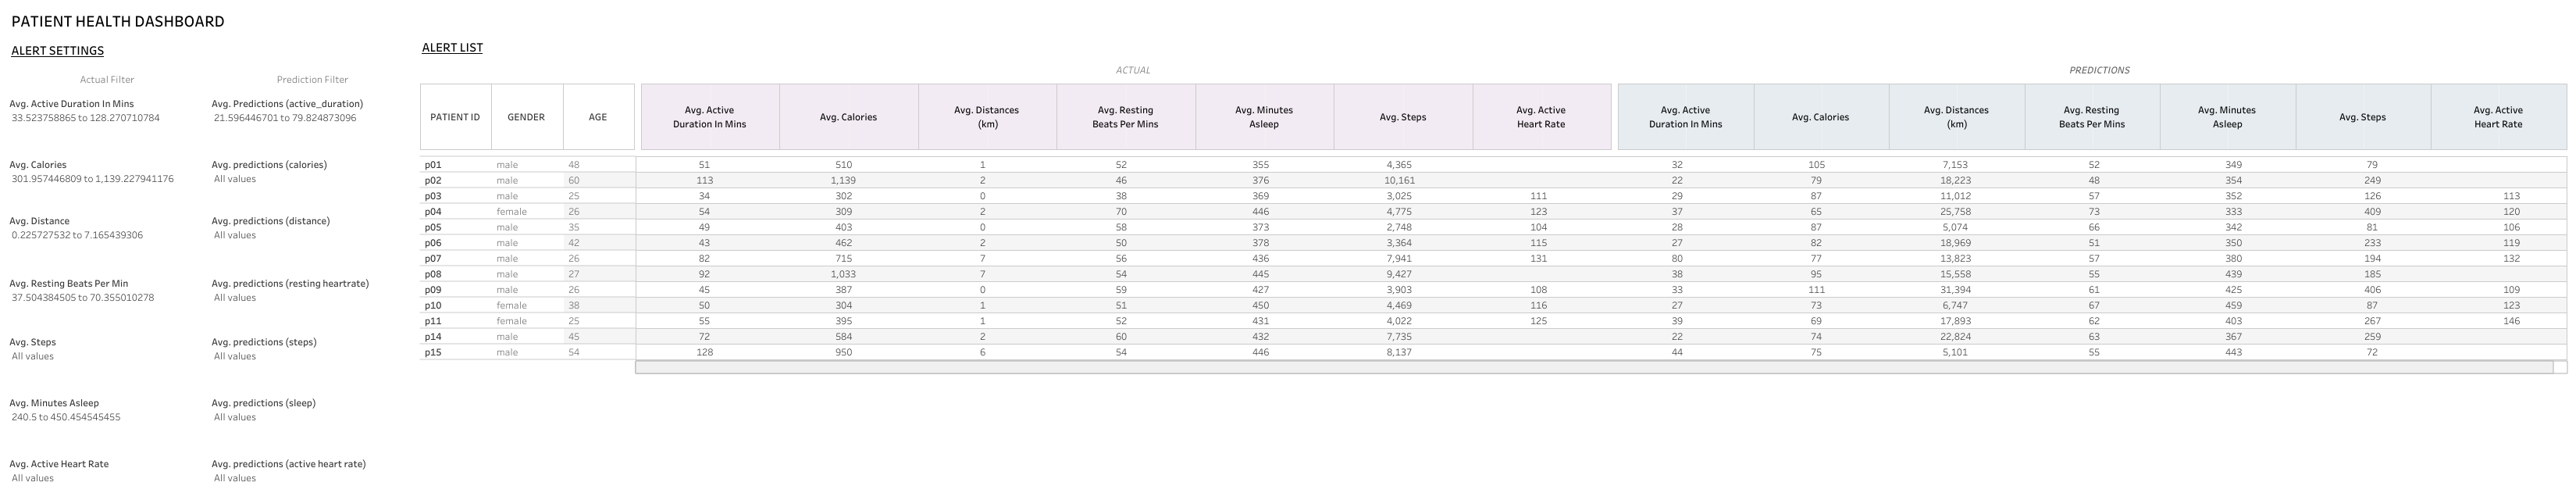 PATIENT HEALTH DASHBOARD
ALERT SETTINGS
Actual Filter Prediction Filter
Avg. Active Duration In Mins Avg. Predictions (active_duration)
33.523758865 to 128.270710784 21.596446701 to 79.824873096
Avg. Calories Avg. predictions (calories)
301.957446809 to 1,139.227941176 All values
Avg. Distance Avg. predictions (distance)
0.225727532 to 7.165439306 All values
Avg. Resting Beats Per Min Avg. predictions (resting heartrate)
37.504384505 to 70.355010278 All values
Avg. Steps Avg. predictions (steps)
All values All values
Avg. Minutes Asleep Avg. predictions (sleep)
240.5 to 450.454545455 All values
Avg. Active Heart Rate Avg. predictions (active heart rate)
All values All values
ALERT LIST
ACTUAL PREDICTIONS
Avg. Active Avg. Distances Avg. Resting Avg. Minutes Avg. Active Avg. Active Avg. Distances Avg. Resting Avg. Minutes Avg. Active
PATIENT ID GENDER AGE Avg. Calories Avg. Steps Avg. Calories Avg. Steps
Duration In Mins (km) Beats Per Mins Asleep Heart Rate Duration In Mins (km) Beats Per Mins Asleep Heart Rate
p01 male 48 51 510 1 52 355 4,365 32 105 7,153 52 349 79
p02 male 60 113 1,139 2 46 376 10,161 22 79 18,223 48 354 249
p03 male 25 34 302 0 38 369 3,025 111 29 87 11,012 57 352 126 113
p04 female 26 54 309 2 70 446 4,775 123 37 65 25,758 73 333 409 120
p05 male 35 49 403 0 58 373 2,748 104 28 87 5,074 66 342 81 106
p06 male 42 43 462 2 50 378 3,364 115 27 82 18,969 51 350 233 119
p07 male 26 82 715 7 56 436 7,941 131 80 77 13,823 57 380 194 132
p08 male 27 92 1,033 7 54 445 9,427 38 95 15,558 55 439 185
p09 male 26 45 387 0 59 427 3,903 108 33 111 31,394 61 425 406 109
p10 female 38 50 304 1 51 450 4,469 116 27 73 6,747 67 459 87 123
p11 female 25 55 395 1 52 431 4,022 125 39 69 17,893 62 403 267 146
p14 male 45 72 584 2 60 432 7,735 22 74 22,824 63 367 259
p15 male 54 128 950 6 54 446 8,137 44 75 5,101 55 443 72